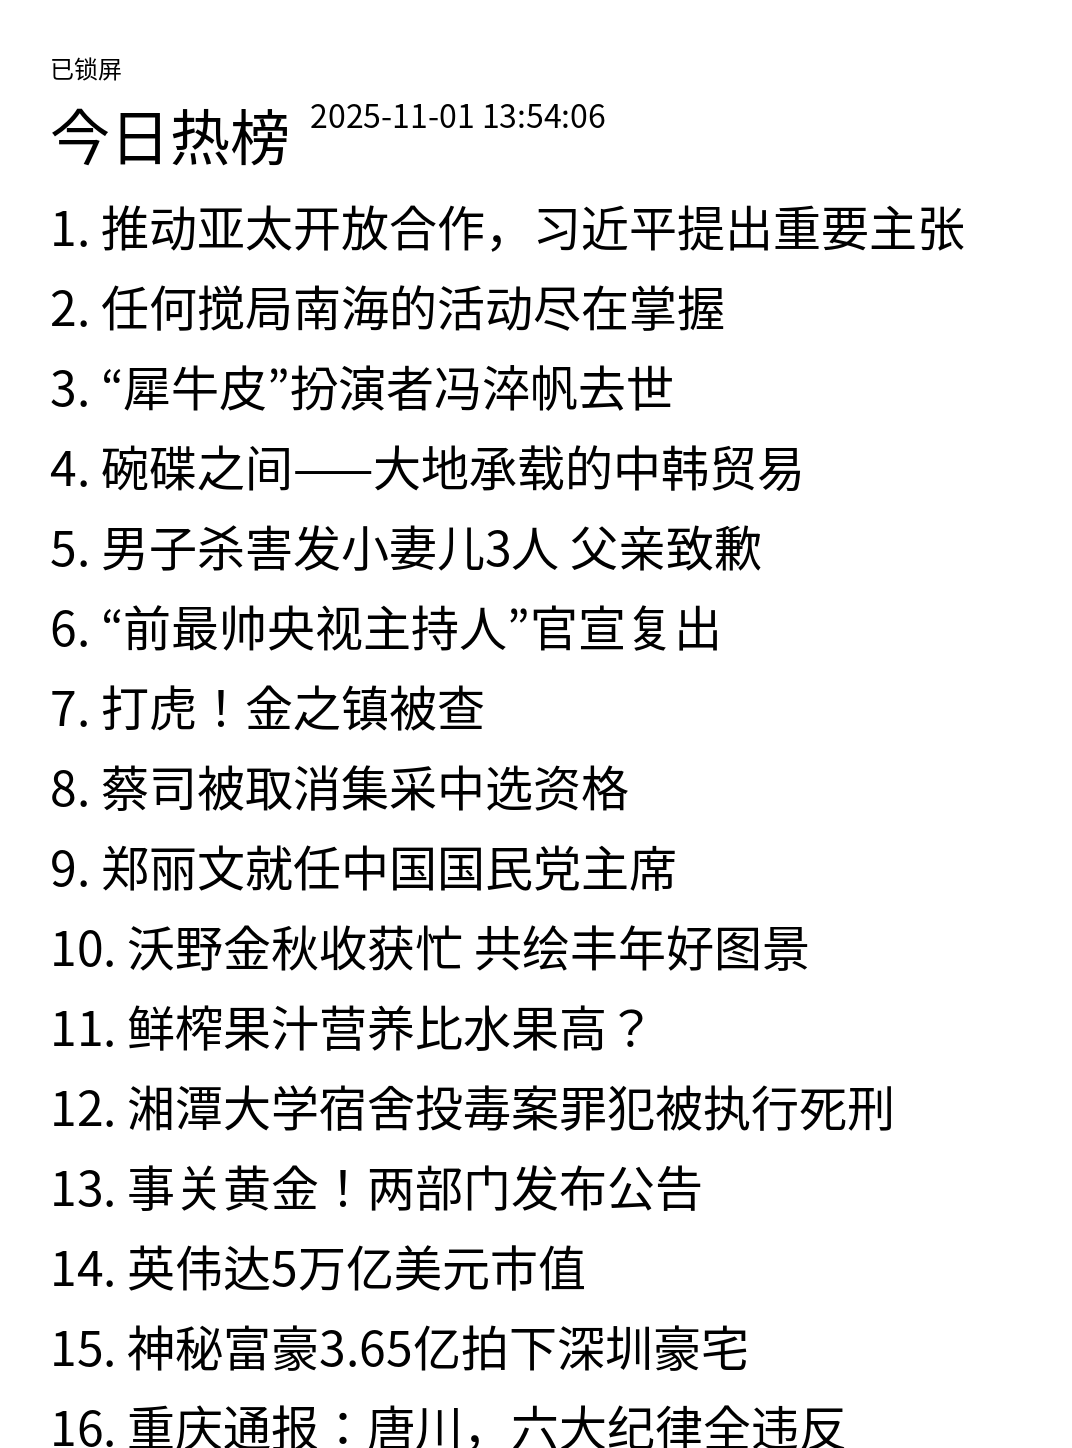 已锁屏
今日热榜 2025-11-01 13:54:06
1. 推动亚太开放合作，习近平提出重要主张
2. 任何搅局南海的活动尽在掌握
3. “犀牛皮”扮演者冯淬帆去世
4. 碗碟之间——大地承载的中韩贸易
5. 男子杀害发小妻儿3人 父亲致歉
6. “前最帅央视主持人”官宣复出
7. 打虎！金之镇被查
8. 蔡司被取消集采中选资格
9. 郑丽文就任中国国民党主席
10. 沃野金秋收获忙 共绘丰年好图景
11. 鲜榨果汁营养比水果高？
12. 湘潭大学宿舍投毒案罪犯被执行死刑
13. 事关黄金！两部门发布公告
14. 英伟达5万亿美元市值
15. 神秘富豪3.65亿拍下深圳豪宅
16. 重庆通报：唐川，六大纪律全违反